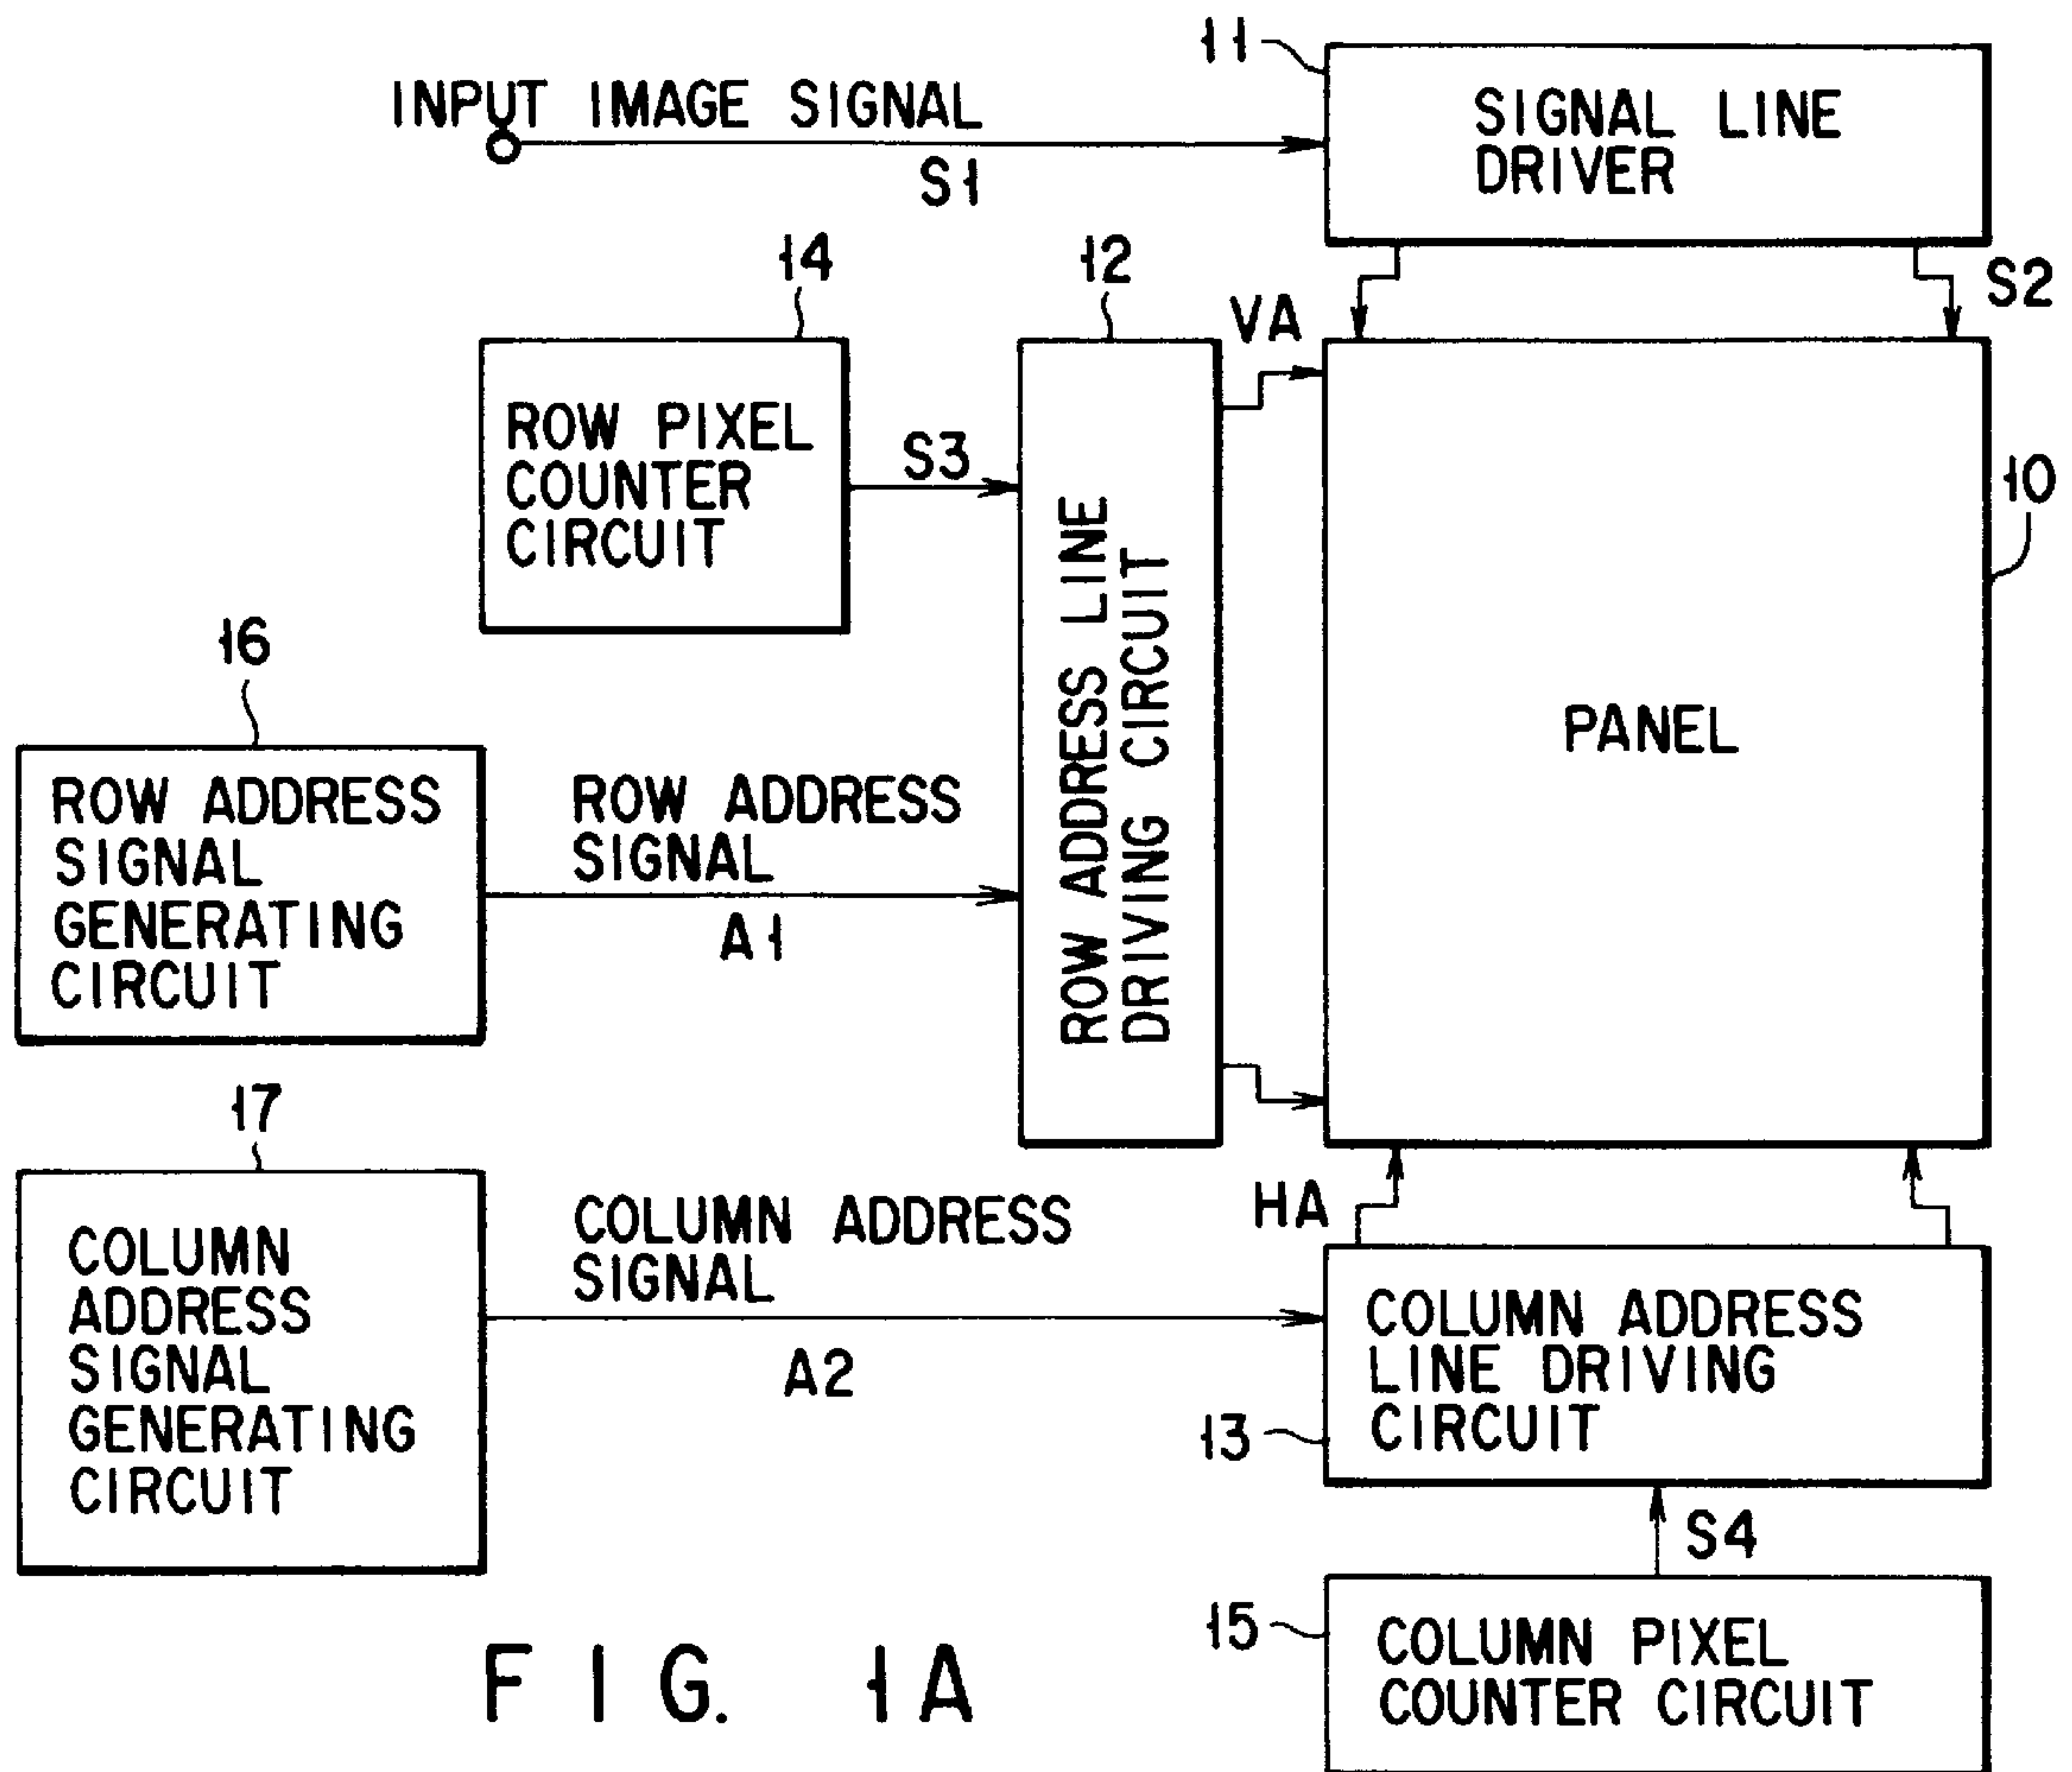 11
INPUT IMAGE SIGNAL
S1
SIGNAL LINE
DRIVER
S2
14
12
VA
ROW PIXEL
COUNTER
CIRCUIT
S3
10
ROW ADDRESS LINE
DRIVING CIRCUIT
PANEL
16
ROW ADDRESS
SIGNAL
GENERATING
CIRCUIT
ROW ADDRESS
SIGNAL
A1
17
COLUMN
ADDRESS
SIGNAL
GENERATING
CIRCUIT
COLUMN ADDRESS
SIGNAL
A2
HA
COLUMN ADDRESS
LINE DRIVING
CIRCUIT
13
S4
15
COLUMN PIXEL
COUNTER CIRCUIT
FIG. 1A